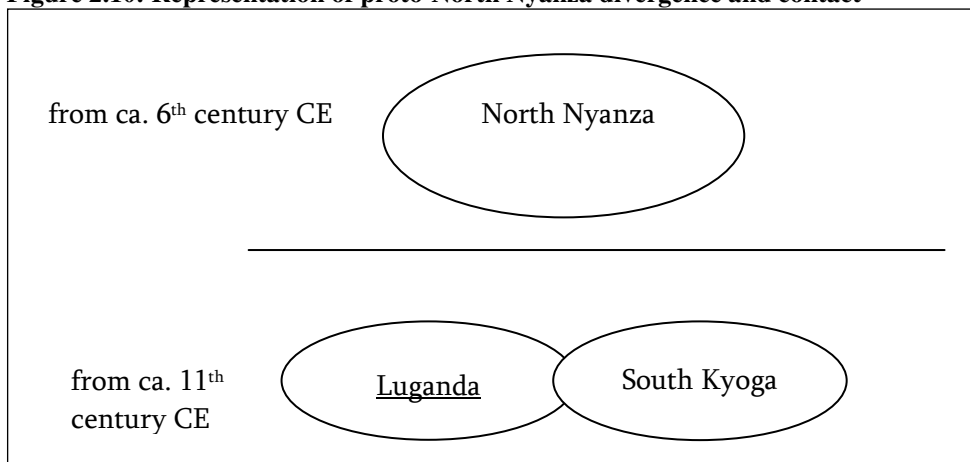 Figure 2.10: Representation of proto-North Nyanza divergence and contact
from ca. 6th century CE
North Nyanza
from ca. 11th
century CE
Luganda
South Kyoga